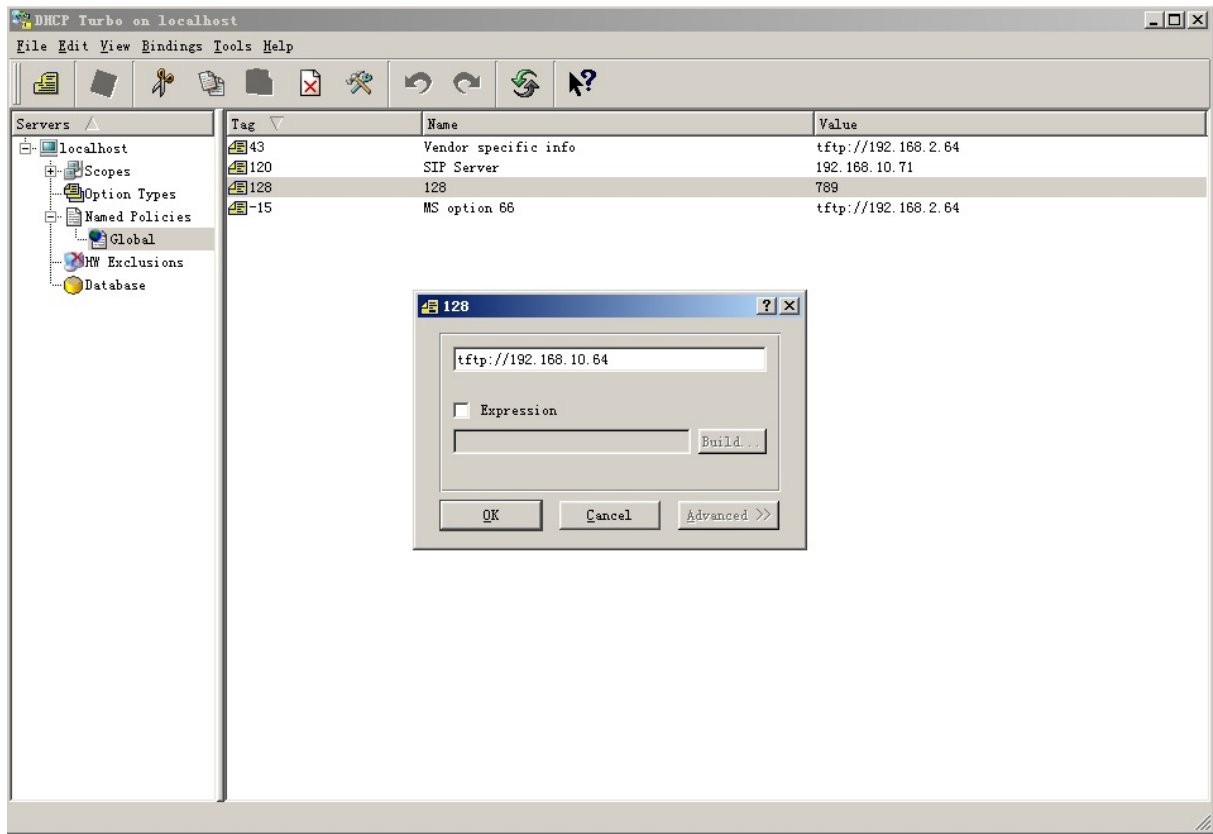 DHCP Turbo on localhost
File Edit View Bindings Tools Help
Servers
Tag Name Value
localhost
Scopes
Option Types
Named Policies
Global
HW Exclusions
Database
43 Vendor specific info tftp://192.168.2.64
120 SIP Server 192.168.10.71
128 128 789
-15 MS option 66 tftp://192.168.2.64
128
tftp://192.168.10.64
Expression
Build...
OK Cancel Advanced >>